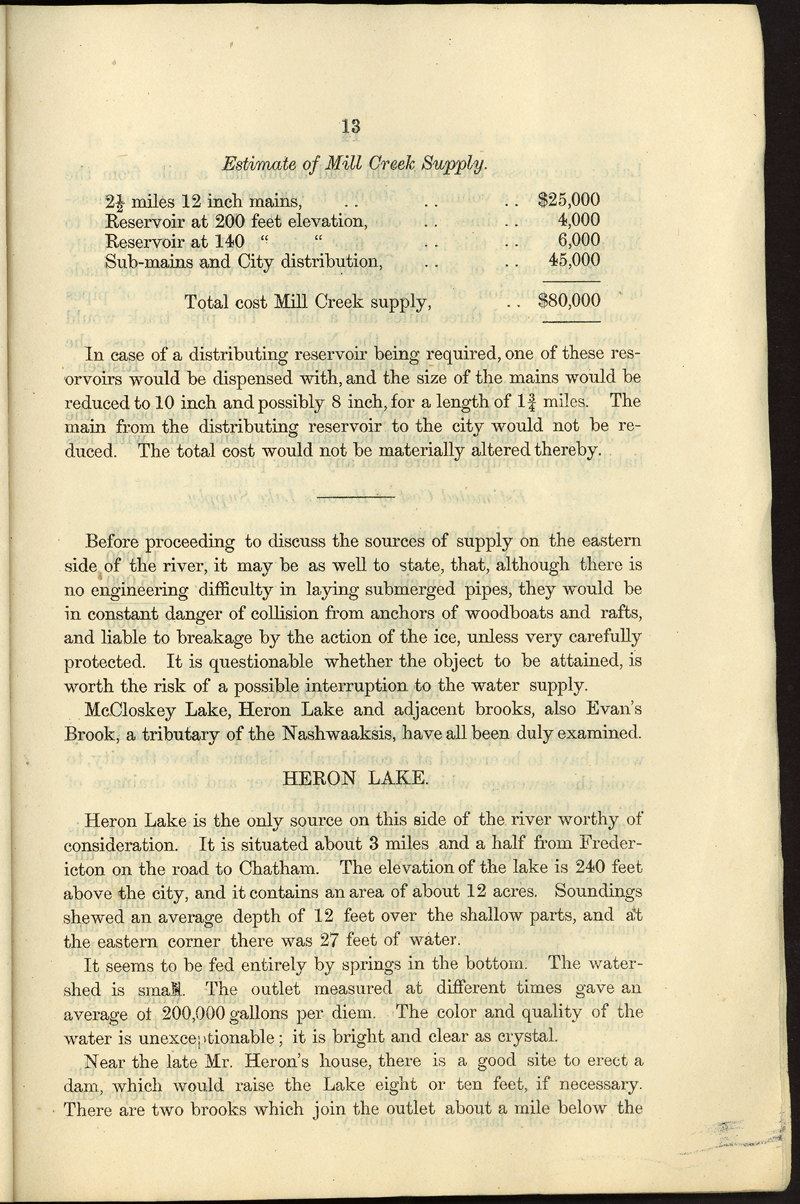 13
Estimate of Mill Creek Supply.
2½ miles 12 inch mains, . . . . . . $25,000
Reservoir at 200 feet elevation, . . . . 4,000
Reservoir at 140 “ “ . . . . 6,000
Sub-mains and City distribution, . . . . 45,000
Total cost Mill Creek supply, . . $80,000
In case of a distributing reservoir being required, one of these res-
orvoirs would be dispensed with, and the size of the mains would be
reduced to 10 inch and possibly 8 inch, for a length of 1¾ miles. The
main from the distributing reservoir to the city would not be re-
duced. The total cost would not be materially altered thereby.
Before proceeding to discuss the sources of supply on the eastern
side of the river, it may be as well to state, that, although there is
no engineering difficulty in laying submerged pipes, they would be
in constant danger of collision from anchors of woodboats and rafts,
and liable to breakage by the action of the ice, unless very carefully
protected. It is questionable whether the object to be attained, is
worth the risk of a possible interruption to the water supply.
McCloskey Lake, Heron Lake and adjacent brooks, also Evan's
Brook, a tributary of the Nashwaaksis, have all been duly examined.
HERON LAKE.
Heron Lake is the only source on this side of the river worthy of
consideration. It is situated about 3 miles and a half from Freder-
icton on the road to Chatham. The elevation of the lake is 240 feet
above the city, and it contains an area of about 12 acres. Soundings
shewed an average depth of 12 feet over the shallow parts, and at
the eastern corner there was 27 feet of water.
It seems to be fed entirely by springs in the bottom. The water-
shed is small. The outlet measured at different times gave an
average of 200,000 gallons per diem. The color and quality of the
water is unexceptionable; it is bright and clear as crystal.
Near the late Mr. Heron's house, there is a good site to erect a
dam, which would raise the Lake eight or ten feet, if necessary.
There are two brooks which join the outlet about a mile below the